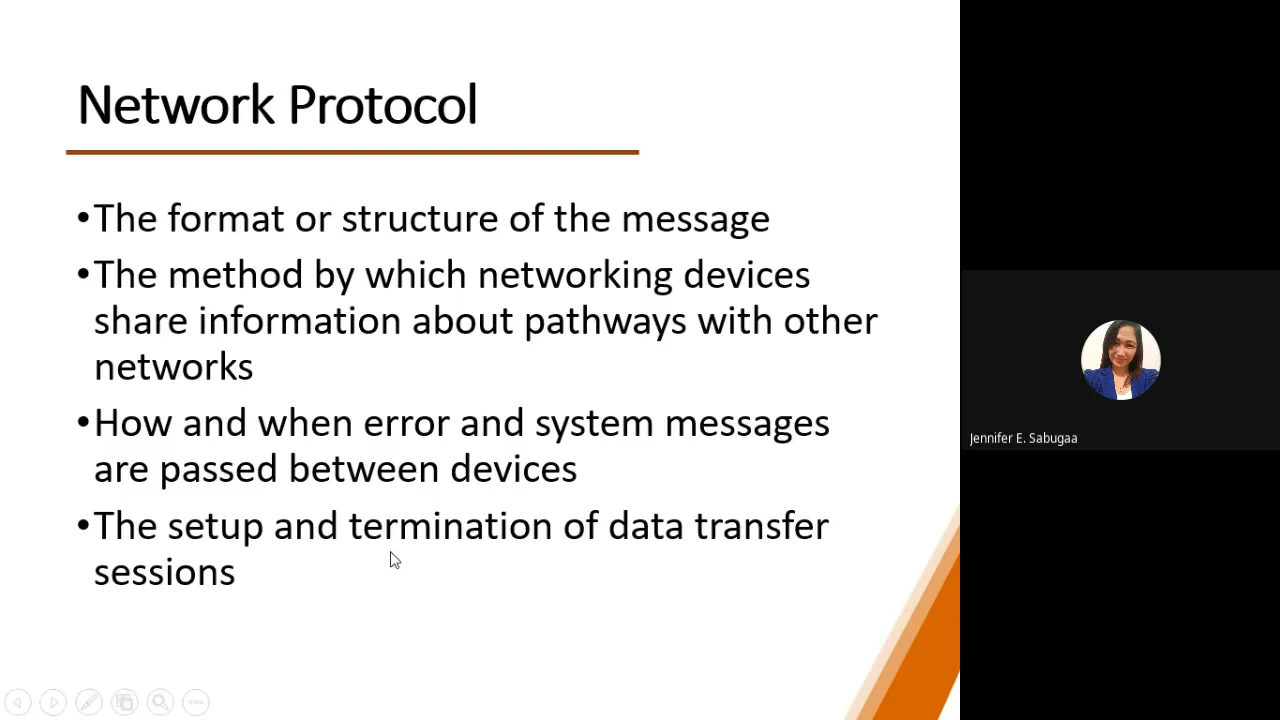 Network Protocol
•The format or structure of the message
•The method by which networking devices
share information about pathways with other
networks
•How and when error and system messages
are passed between devices
•The setup and termination of data transfer
sessions
Jennifer E. Sabugaa